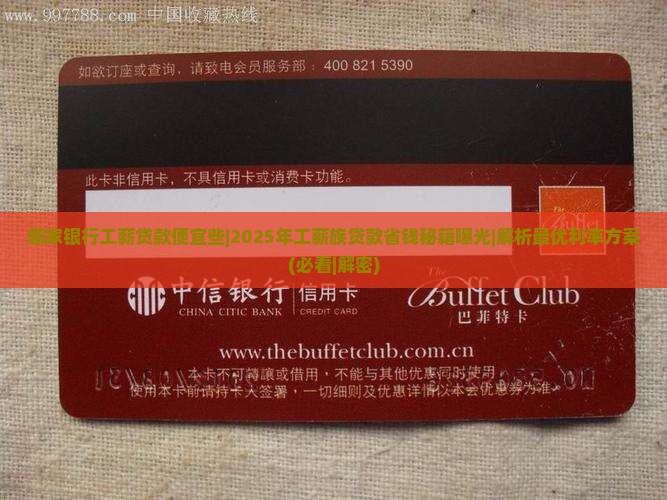 www.997788.com 中国收藏热线
如欲订座或查询，请致电会员服务部：400 821 5390
此卡非信用卡，不具信用卡或消费卡功能。
The Buffet
哪家银行工薪贷款便宜些|2025年工薪族贷款省钱秘籍曝光|解析最优利率方案
(必看|解密)
中信银行 信用卡
CHINA CITIC BANK CREDIT CARD
The Buffet Club
巴菲特卡
www.thebuffetclub.com.cn
本卡不可轉讓或借用，不能与其他优惠同时使用。
使用本卡前请持卡人签署，一切细则及优惠详情以本会优惠券为准。